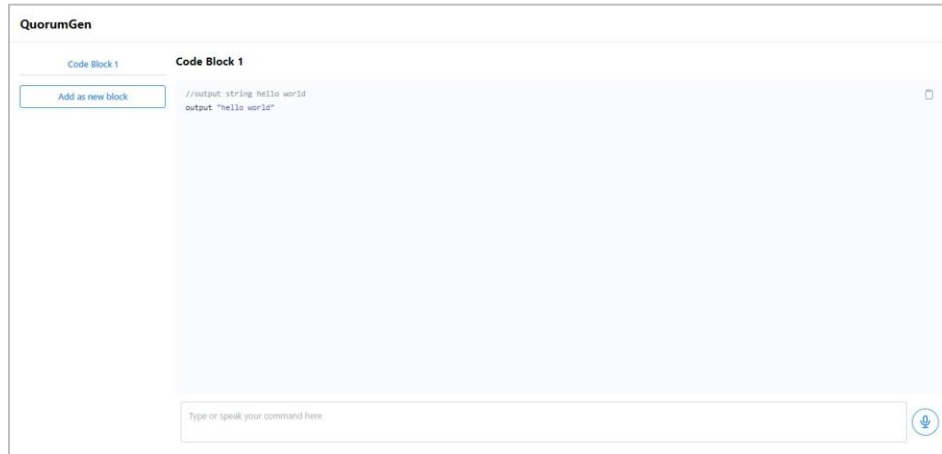 QuorumGen
Code Block 1
Add as new block
Code Block 1
//output string hello world
output "hello world"
Type or speak your command here